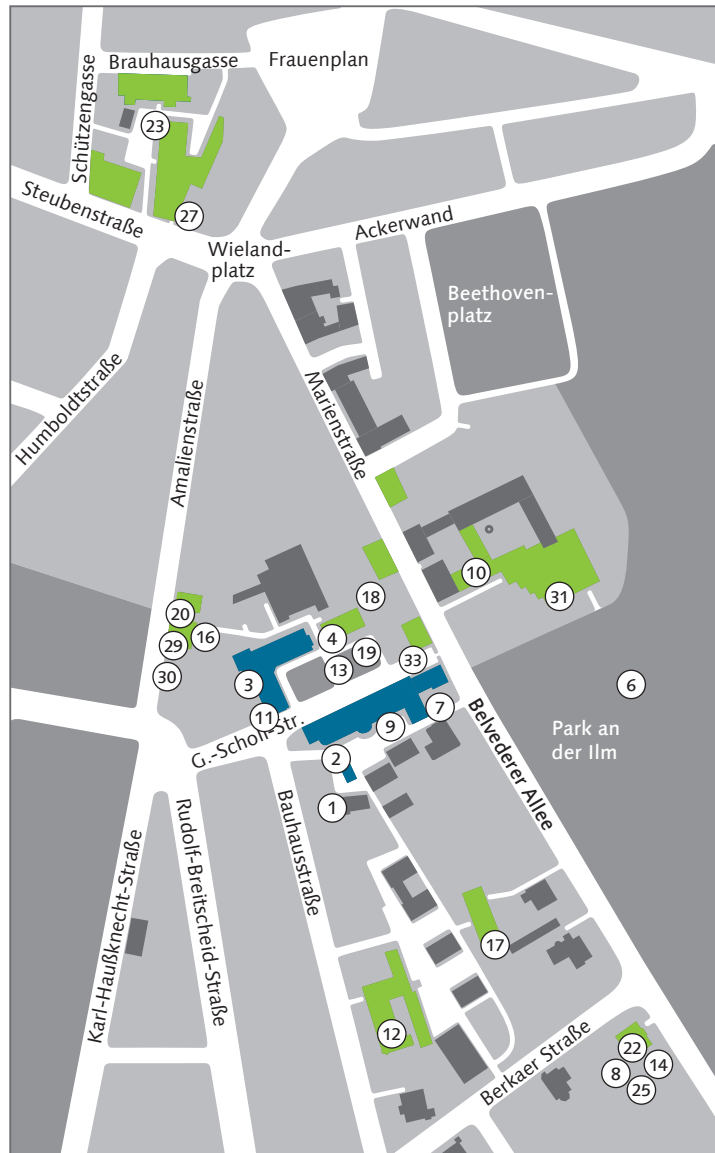 Brauhausgasse
Frauenplan
Schützengasse
23
Steubenstraße
27
Wieland-
platz
Ackerwand
Beethoven-
platz
Humboldtstraße
Amalienstraße
Marienstraße
10
31
18
20
16
29
4
19
13
33
30
3
6
11
7
9
G.-Scholl-Str.
Park an
der Ilm
2
1
Belvederer Allee
Bauhausstraße
Rudolf-Breitscheid-Straße
Karl-Haußknecht-Straße
17
12
Berkaer Straße
22
14
8
25